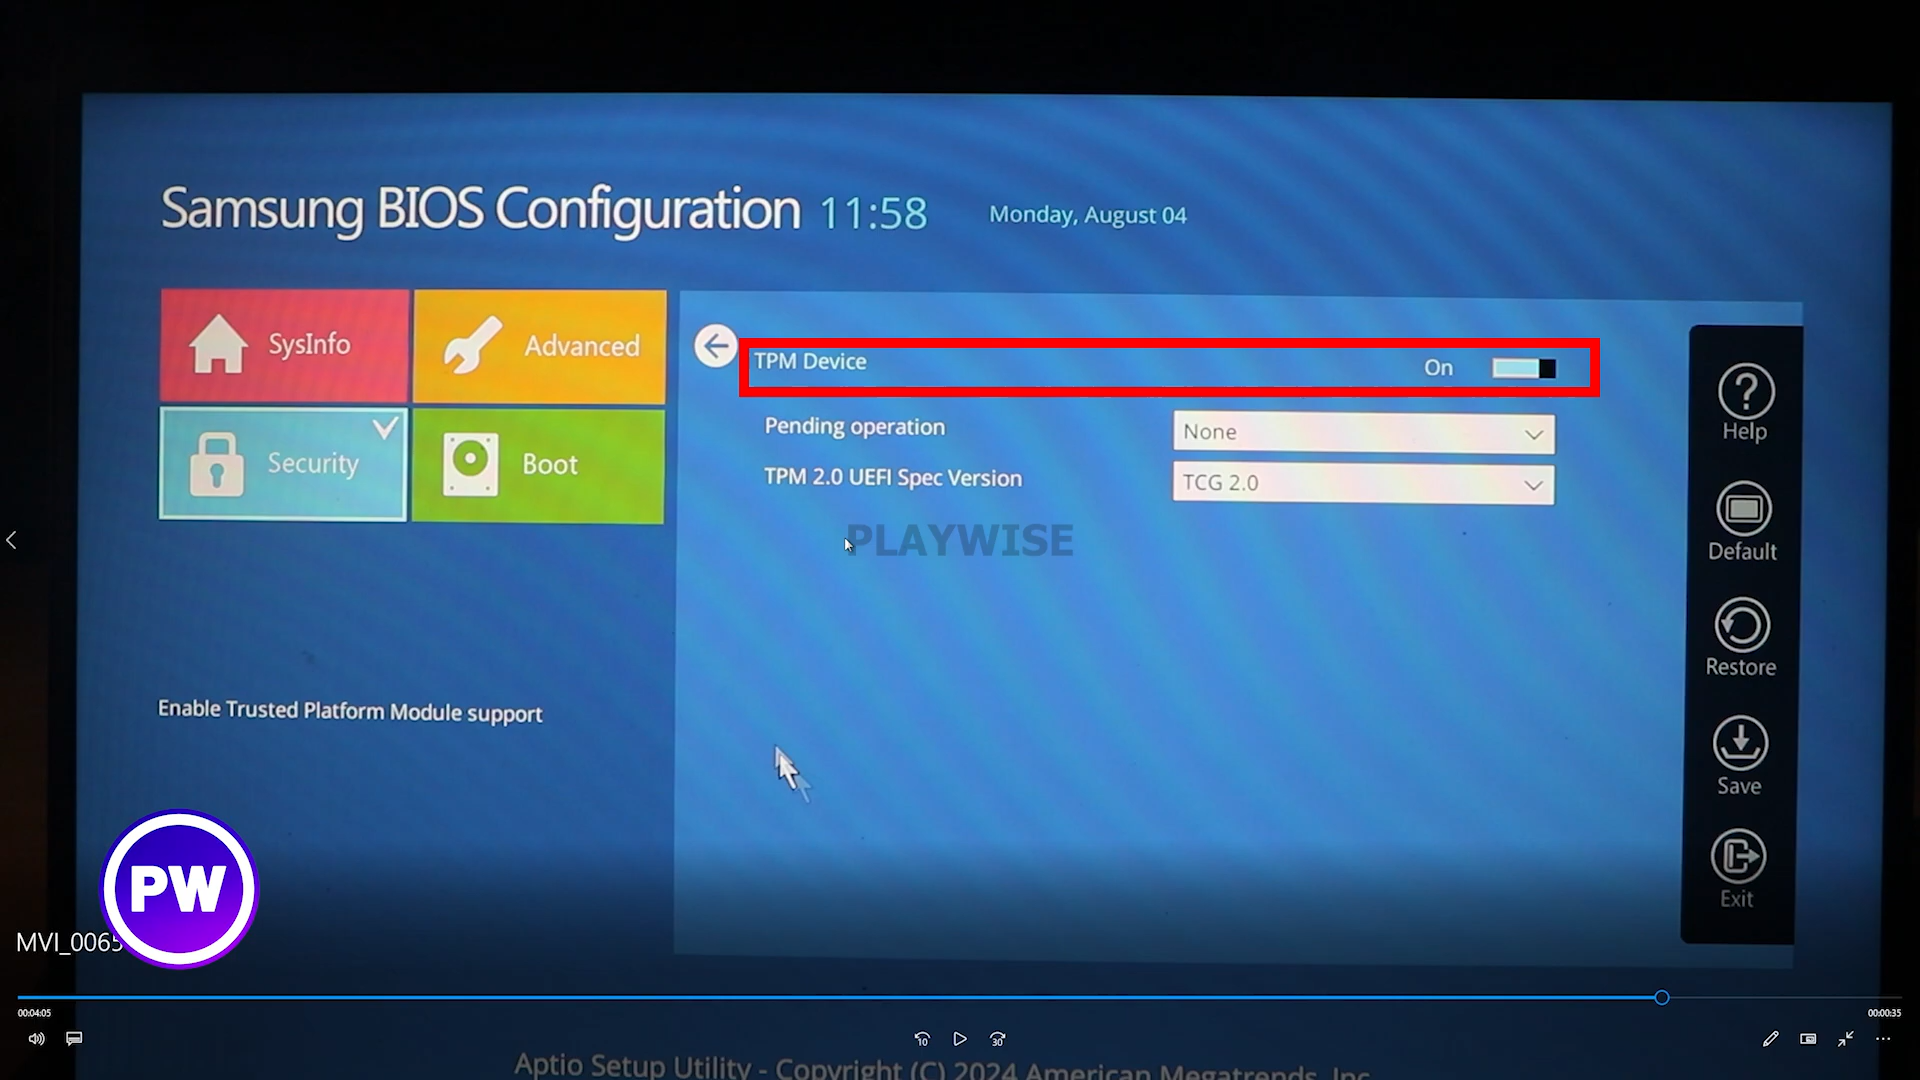 Samsung BIOS Configuration 11:58 Monday, August 04
SysInfo
Advanced
Security
Boot
Enable Trusted Platform Module support
TPM Device On
Pending operation None
TPM 2.0 UEFI Spec Version TCG 2.0
PLAYWISE
Help
Default
Restore
Save
Exit
PW
MVI_0065
00:04:05
00:00:35
10
30
Aptio Setup Utility - Copyright (C) 2024 American Megatrends, Inc.